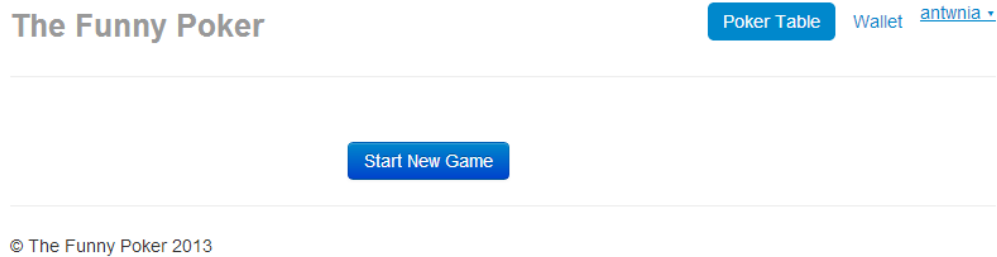 The Funny Poker
Poker Table Wallet antwnia
Start New Game
© The Funny Poker 2013